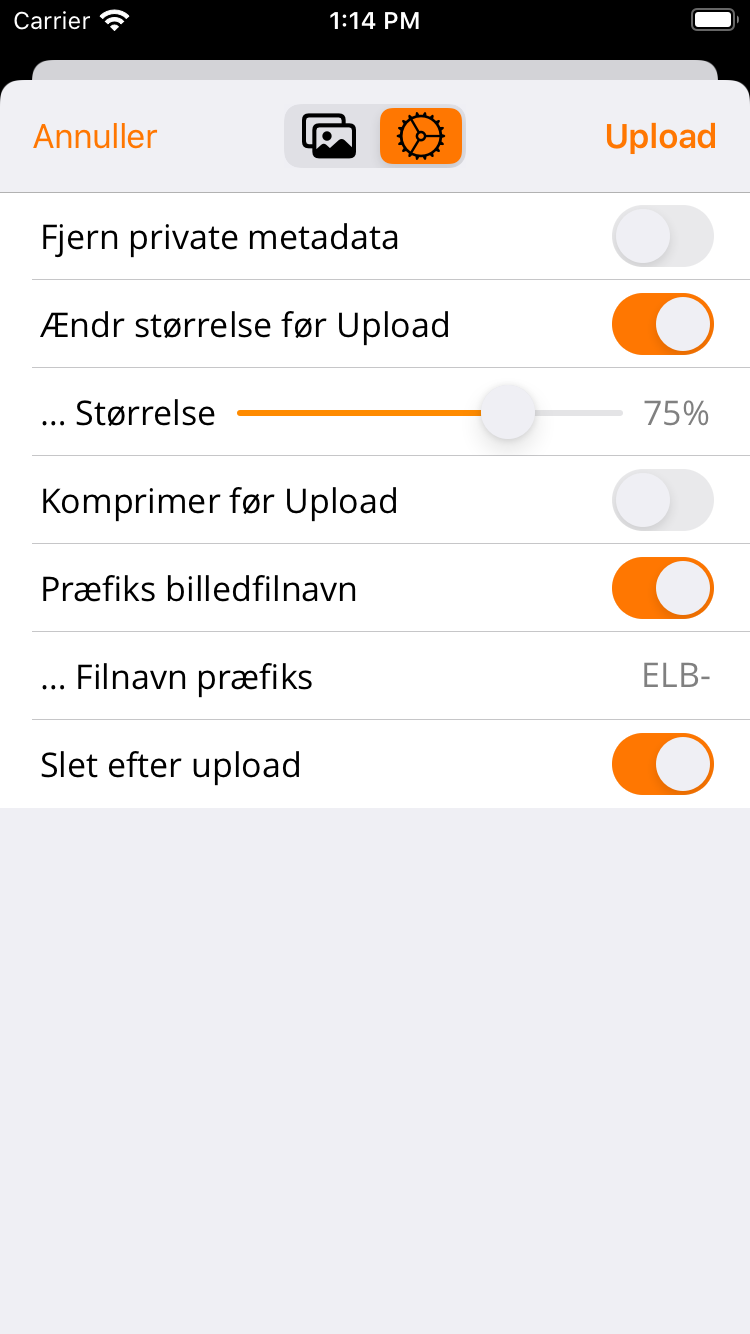 Carrier 1:14 PM
Annuller Upload
Fjern private metadata
Ændr størrelse før Upload
... Størrelse 75%
Komprimer før Upload
Præfiks billedfilnavn
... Filnavn præfiks ELB-
Slet efter upload